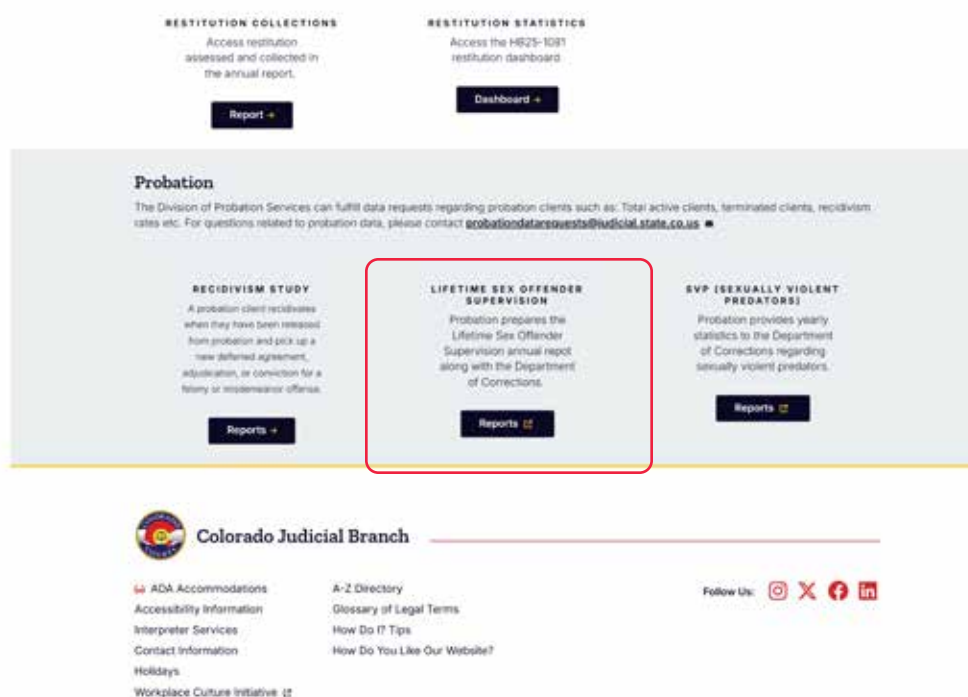 RESTITUTION COLLECTIONS
Access restitution
assessed and collected in
the annual report.
Report →
RESTITUTION STATISTICS
Access the HB25-1081
restitution dashboard
Dashboard →
Probation
The Division of Probation Services can fulfill data requests regarding probation clients such as: Total active clients, terminated clients, recidivism
rates etc. For questions related to probation data, please contact probationdatarequests@judicial.state.co.us
RECIDIVISM STUDY
A probation client recidivates
when they have been released
from probation and pick up a
new deferred agreement,
adjudication, or conviction for a
felony or misdemeanor offense.
Reports →
LIFETIME SEX OFFENDER
SUPERVISION
Probation prepares the
Lifetime Sex Offender
Supervision annual repot
along with the Department
of Corrections.
Reports
SVP (SEXUALLY VIOLENT
PREDATORS)
Probation provides yearly
statistics to the Department
of Corrections regarding
sexually violent predators.
Reports
Colorado Judicial Branch
ADA Accommodations
Accessibility Information
Interpreter Services
Contact Information
Holidays
Workplace Culture Initiative
A-Z Directory
Glossary of Legal Terms
How Do I? Tips
How Do You Like Our Website?
Follow Us: